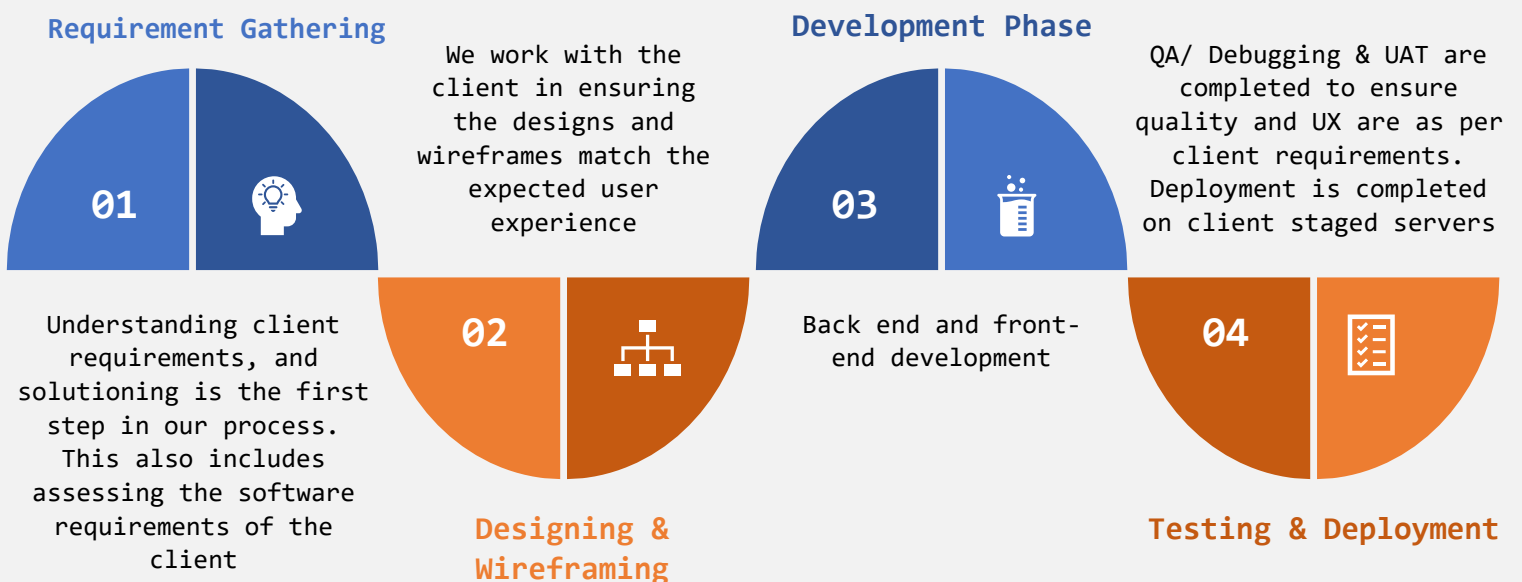 Requirement Gathering
01
Understanding client
requirements, and
solutioning is the first
step in our process.
This also includes
assessing the software
requirements of the
client
We work with the
client in ensuring
the designs and
wireframes match the
expected user
experience
02
Designing &
Wireframing
Development Phase
03
Back end and front-
end development
QA/ Debugging & UAT are
completed to ensure
quality and UX are as per
client requirements.
Deployment is completed
on client staged servers
04
Testing & Deployment